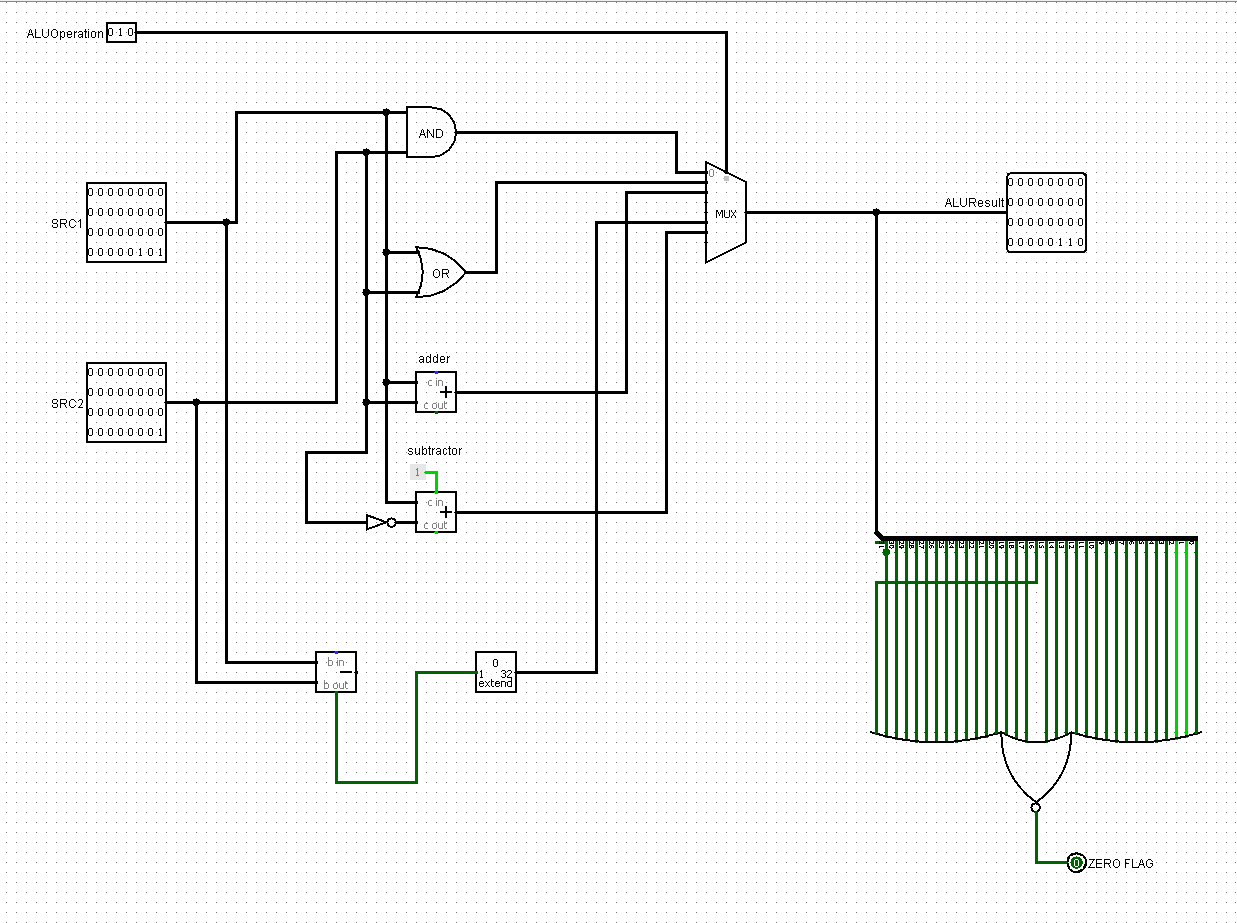 ALUOperation 0 1 0
AND
0
MUX
SRC1
0 0 0 0 0 0 0 0
0 0 0 0 0 0 0 0
0 0 0 0 0 0 0 0
0 0 0 0 0 1 0 1
ALUResult
0 0 0 0 0 0 0 0
0 0 0 0 0 0 0 0
0 0 0 0 0 0 0 0
0 0 0 0 0 1 1 0
OR
adder
c in
+
c out
SRC2
0 0 0 0 0 0 0 0
0 0 0 0 0 0 0 0
0 0 0 0 0 0 0 0
0 0 0 0 0 0 0 1
subtractor
1
c in
+
c out
b in
b out
0
1 32
extend
0 ZERO FLAG